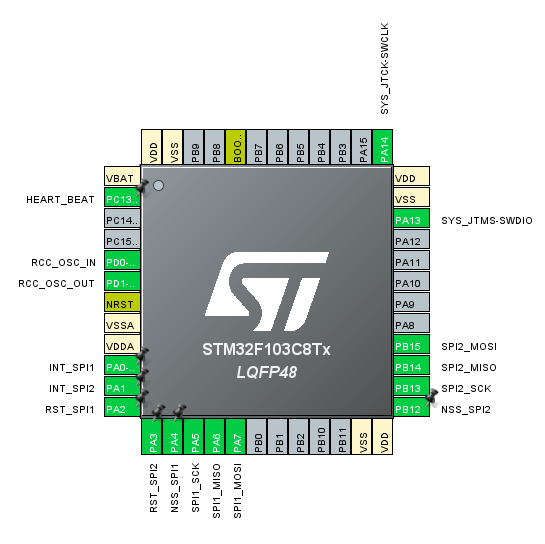 SYS_JTCK-SWCLK
VDD
VSS
PB9
PB8
BOO..
PB7
PB6
PB5
PB4
PB3
PA15
PA14
VBAT
HEART_BEAT PC13..
PC14..
PC15..
RCC_OSC_IN PD0-..
RCC_OSC_OUT PD1-..
NRST
VSSA
VDDA
INT_SPI1 PA0-..
INT_SPI2 PA1
RST_SPI1 PA2
ST
STM32F103C8Tx
LQFP48
VDD
VSS
PA13 SYS_JTMS-SWDIO
PA12
PA11
PA10
PA9
PA8
PB15 SPI2_MOSI
PB14 SPI2_MISO
PB13 SPI2_SCK
PB12 NSS_SPI2
PA3
PA4
PA5
PA6
PA7
PB0
PB1
PB2
PB10
PB11
VSS
VDD
RST_SPI2
NSS_SPI1
SPI1_SCK
SPI1_MISO
SPI1_MOSI